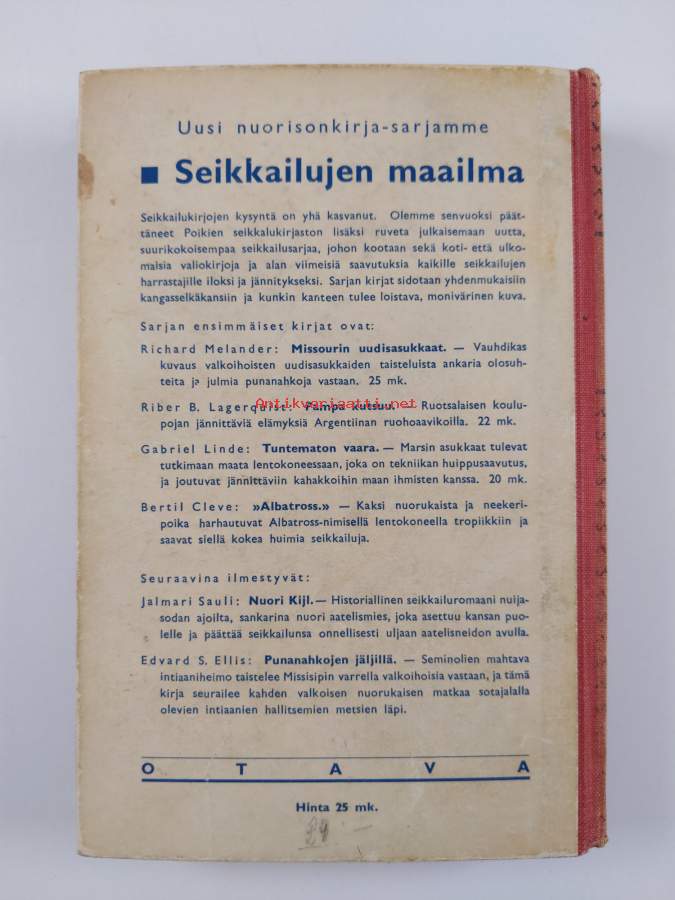 Uusi nuorisonkirja-sarjamme
■ Seikkailujen maailma
Seikkailukirjojen kysyntä on yhä kasvanut. Olemme senvuoksi päät-
täneet Poikien seikkalukirjaston lisäksi ruveta julkaisemaan uutta,
suurikokoisempaa seikkailusarjaa, johon kootaan sekä koti- että ulko-
maisia valiokirjoja ja alan viimeisiä saavutuksia kaikille seikkailujen
harrastajille iloksi ja jännitykseksi. Sarjan kirjat sidotaan yhdenmukaisiin
kangasselkäkansiin ja kunkin kanteen tulee loistava, monivärinen kuva.
Sarjan ensimmäiset kirjat ovat:
Richard Melander: Missourin uudisasukkaat. — Vauhdikas
kuvaus valkoihoisten uudisasukkaiden taisteluista ankaria olosuh-
teita ja julmia punanahkoja vastaan. 25 mk.
Antikvariaatti.net
Riber B. Lagerquist: Pampa kutsuu. — Ruotsalaisen koulu-
pojan jännittäviä elämyksiä Argentiinan ruohoaavikoilla. 22 mk.
Gabriel Linde: Tuntematon vaara. — Marsin asukkaat tulevat
tutkimaan maata lentokoneessaan, joka on tekniikan huippusaavutus,
ja joutuvat jännittäviin kahakkoihin maan ihmisten kanssa. 20 mk.
Bertil Cleve: »Albatross.» — Kaksi nuorukaista ja neekeri-
poika harhautuvat Albatross-nimisellä lentokoneella tropiikkiin ja
saavat siellä kokea huimia seikkailuja.
Seuraavina ilmestyvät:
Jalmari Sauli: Nuori Kijl. — Historiallinen seikkailuromaani nuija-
sodan ajoilta, sankarina nuori aatelismies, joka asettuu kansan puo-
lelle ja päättää seikkailunsa onnellisesti uljaan aatelisneidon avulla.
Edvard S. Ellis: Punanahkojen jäljillä. — Seminolien mahtava
intiaaniheimo taistelee Missisipin varrella valkoihoisia vastaan, ja tämä
kirja seurailee kahden valkoisen nuorukaisen matkaa sotajalalla
olevien intiaanien hallitsemien metsien läpi.
OTAVA
Hinta 25 mk.
29 —